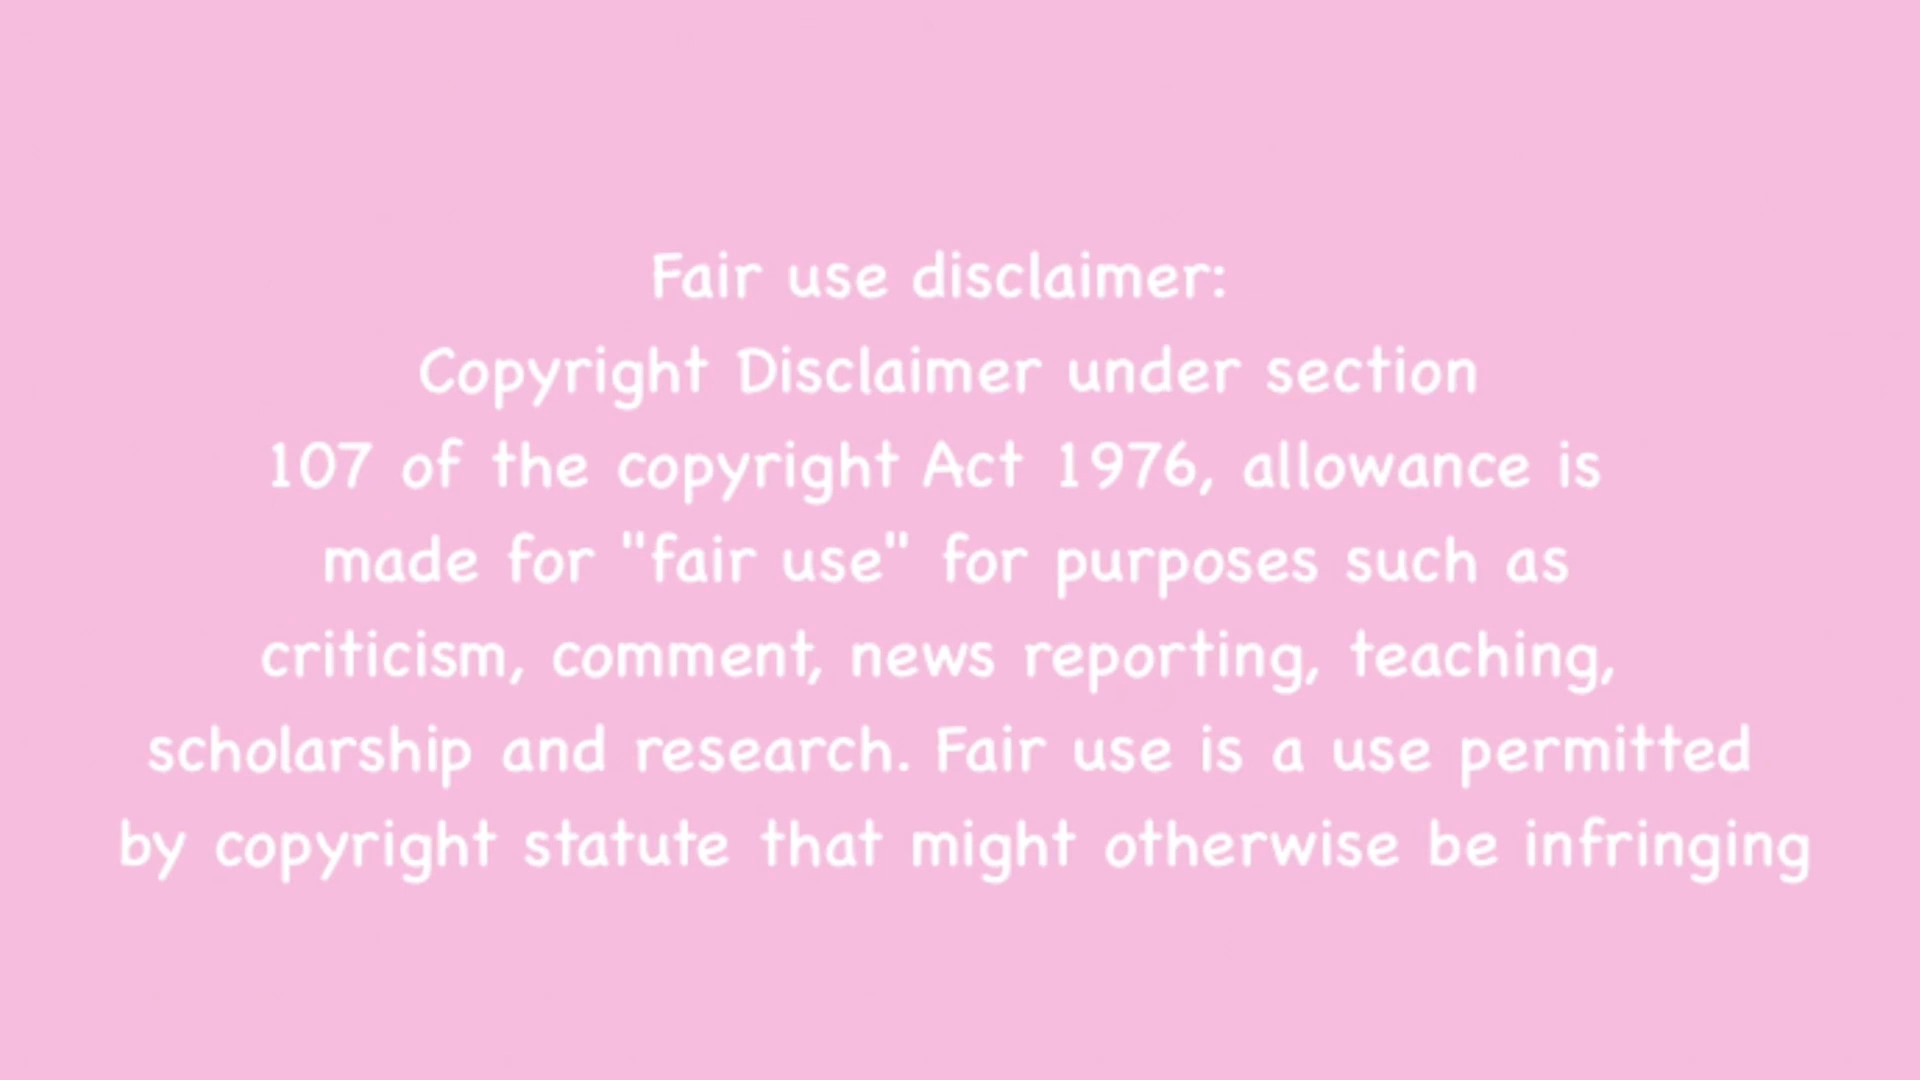 Fair use disclaimer:
Copyright Disclaimer under section
107 of the copyright Act 1976, allowance is
made for "fair use" for purposes such as
criticism, comment, news reporting, teaching,
scholarship and research. Fair use is a use permitted
by copyright statute that might otherwise be infringing